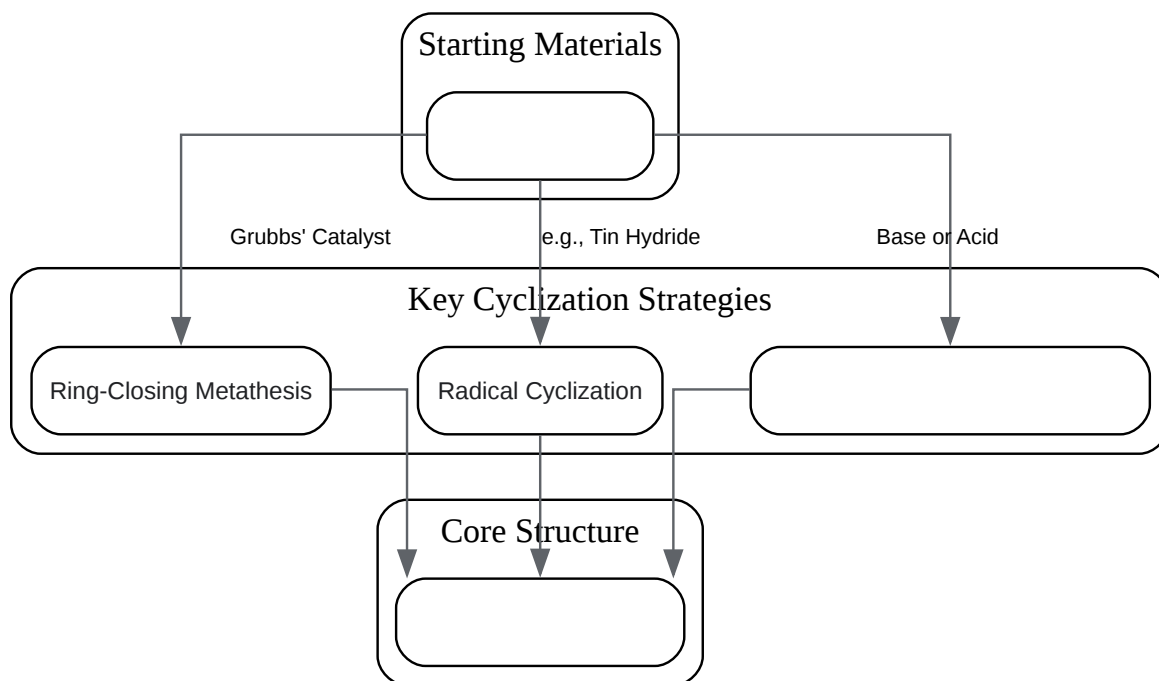 Starting Materials
Grubbs' Catalyst
e.g., Tin Hydride
Base or Acid
Key Cyclization Strategies
Ring-Closing Metathesis
Radical Cyclization
Core Structure